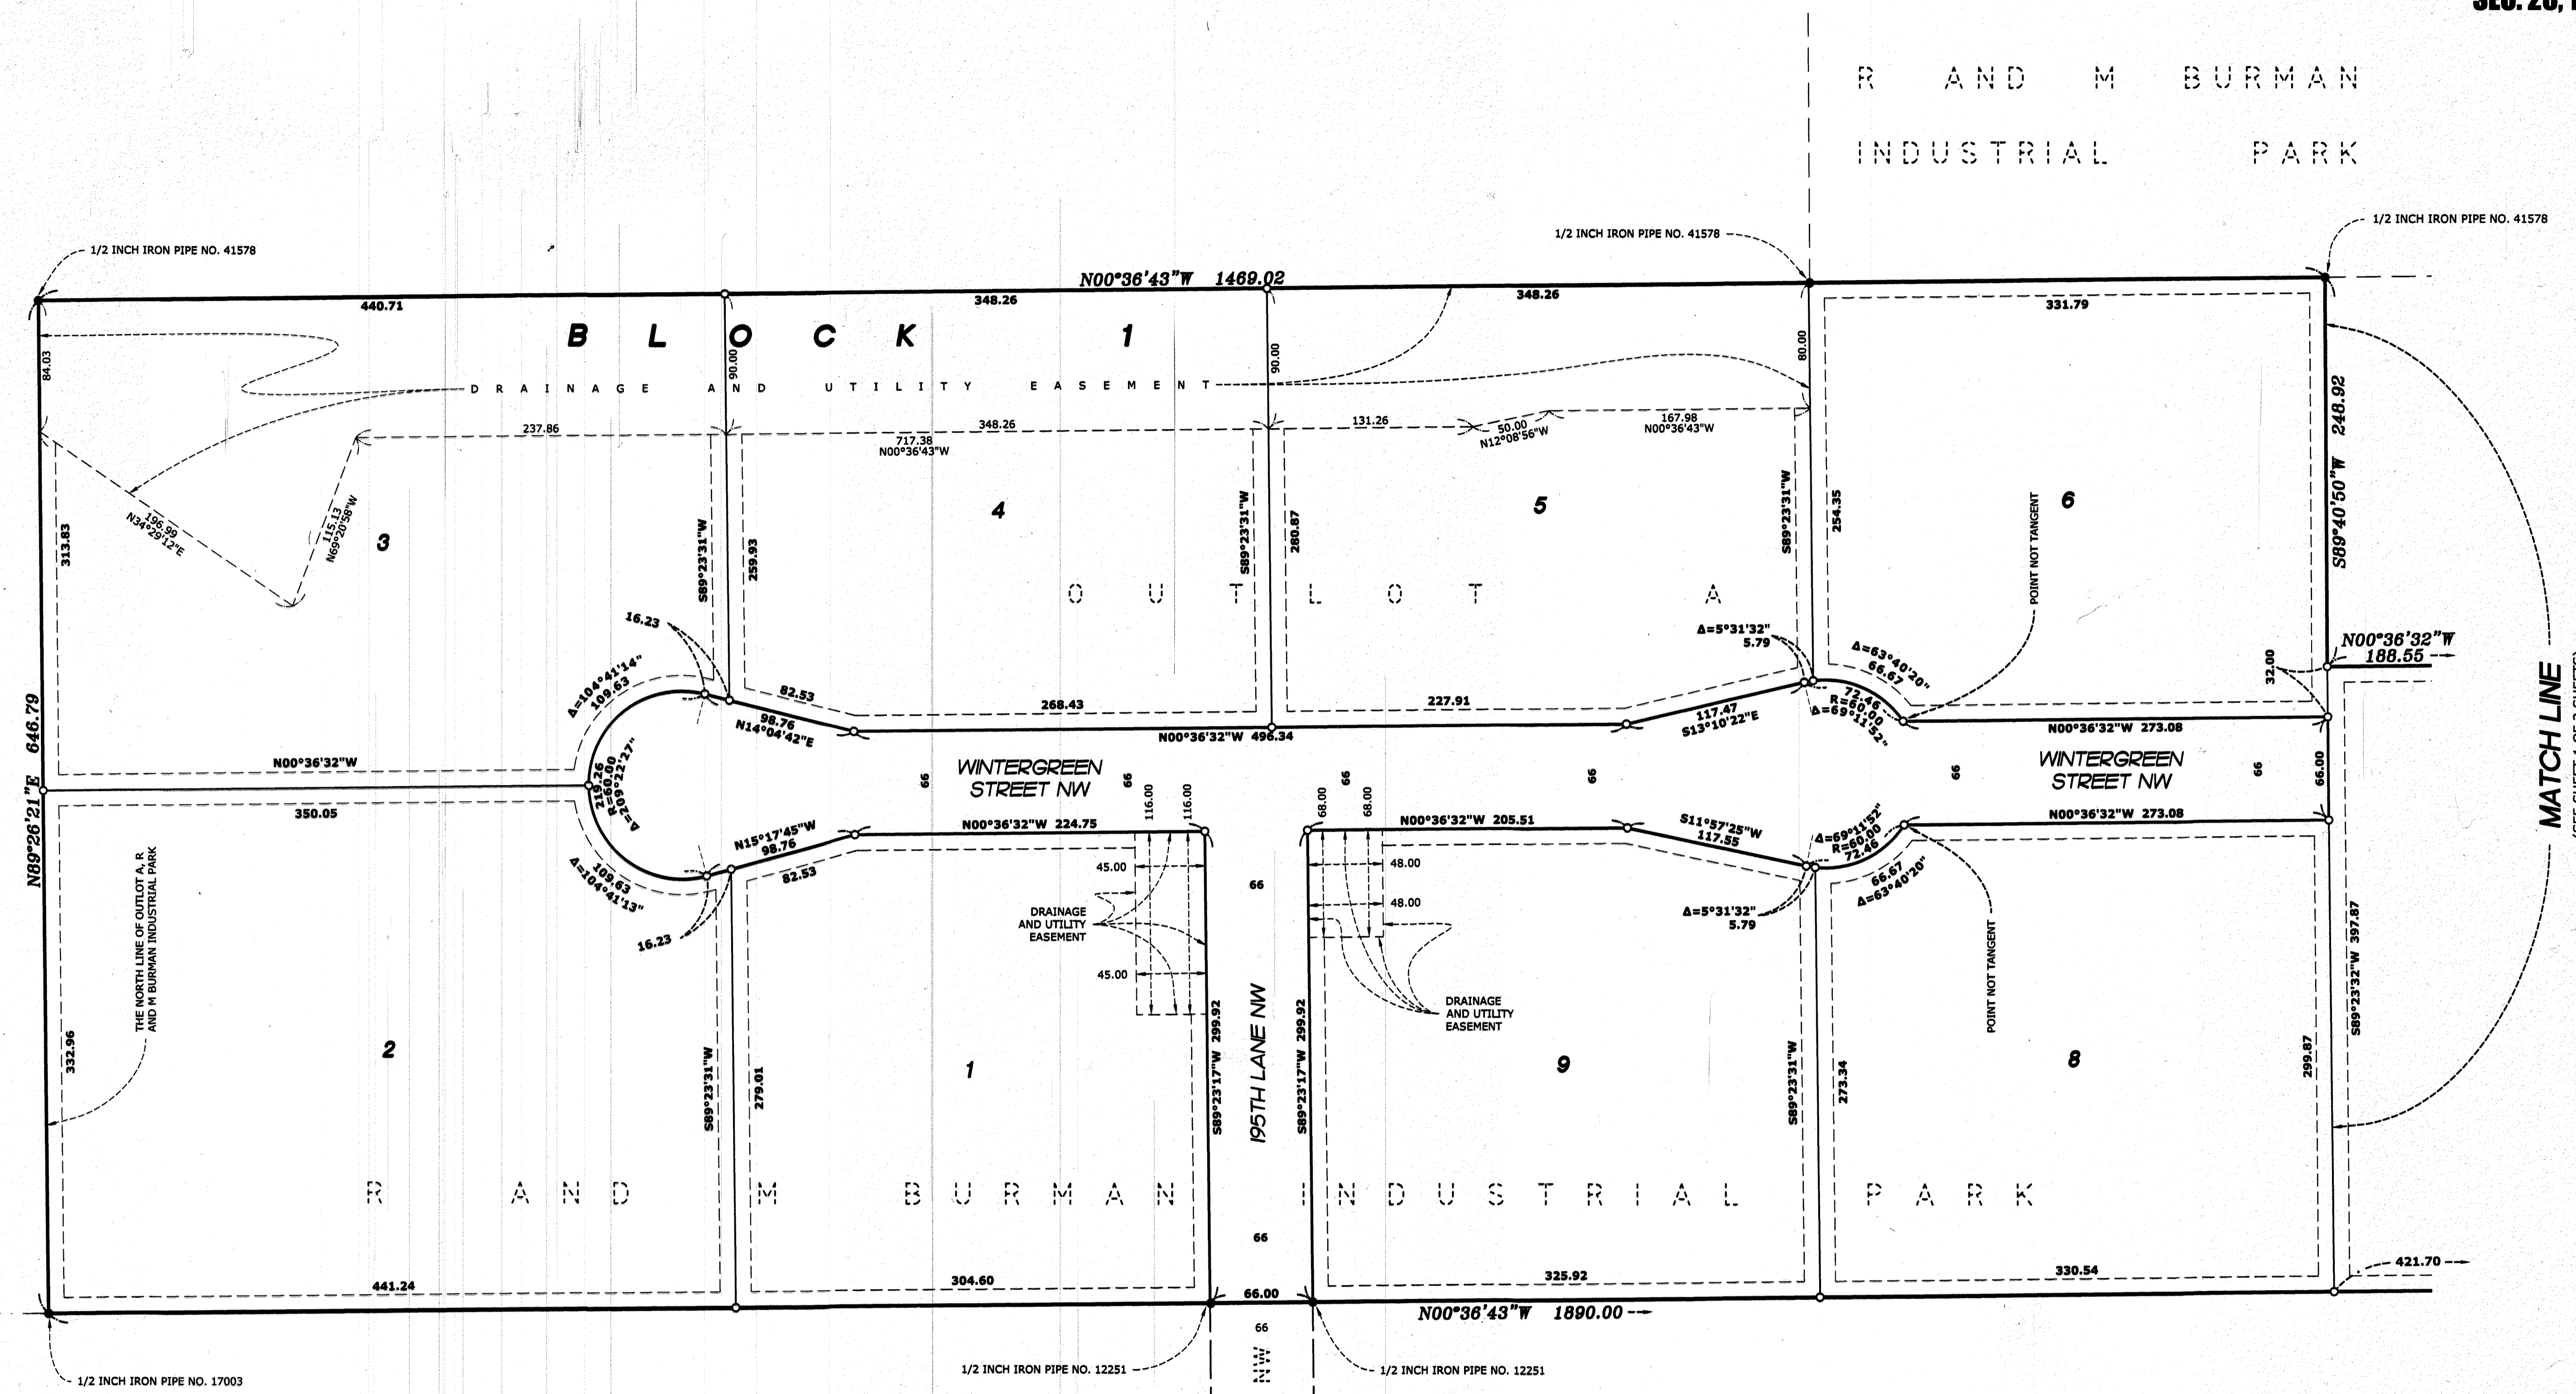 R AND M BURMAN
INDUSTRIAL PARK
1/2 INCH IRON PIPE NO. 41578
1/2 INCH IRON PIPE NO. 41578
1/2 INCH IRON PIPE NO. 41578
N00°36'43"W 1469.02
440.71
348.26
348.26
331.79
BLOCK 1
84.03
90.00
90.00
80.00
DRAINAGE AND UTILITY EASEMENT
237.86
348.26
717.38
N00°36'43"W
131.26
50.00
N12°08'56"W
167.98
N00°36'43"W
S89°40'50"W 248.92
196.99
N34°29'12"E
115.13
N69°20'58"W
313.83
3
4
5
6
S89°23'31"W
259.93
S89°23'31"W
280.87
S89°23'31"W
254.35
POINT NOT TANGENT
OUTLOT A
16.23
Δ=104°41'14"
109.63
82.53
98.76
N14°04'42"E
268.43
227.91
N00°36'32"W 496.34
117.47
S13°10'22"E
Δ=5°31'32"
5.79
Δ=63°40'20"
66.67
72.46
R=60.00
Δ=69°11'52"
N00°36'32"W
188.55
32.00
N00°36'32"W 273.08
MATCH LINE
N89°26'21"E 646.79
N00°36'32"W
350.05
219.26
R=60.00
Δ=209°22'27"
66
WINTERGREEN
STREET NW
66
66
66
66
WINTERGREEN
STREET NW
66
66.00
116.00
116.00
68.00
68.00
N15°17'45"W
98.76
82.53
N00°36'32"W 224.75
N00°36'32"W 205.51
S11°57'25"W
117.55
Δ=69°11'52"
R=60.00
72.46
66.67
Δ=63°40'20"
N00°36'32"W 273.08
109.63
Δ=104°41'13"
16.23
45.00
45.00
DRAINAGE
AND UTILITY
EASEMENT
66
48.00
48.00
DRAINAGE
AND UTILITY
EASEMENT
Δ=5°31'32"
5.79
POINT NOT TANGENT
THE NORTH LINE OF OUTLOT A, R
AND M BURMAN INDUSTRIAL PARK
332.96
2
1
9
8
S89°23'31"W
279.01
S89°23'17"W 299.92
195TH LANE NW
S89°23'17"W 299.92
S89°23'31"W
273.34
299.87
S89°23'32"W 397.87
R AND M BURMAN INDUSTRIAL PARK
66
441.24
304.60
66.00
325.92
330.54
421.70
N00°36'43"W 1890.00
66
NW
1/2 INCH IRON PIPE NO. 17003
1/2 INCH IRON PIPE NO. 12251
1/2 INCH IRON PIPE NO. 12251